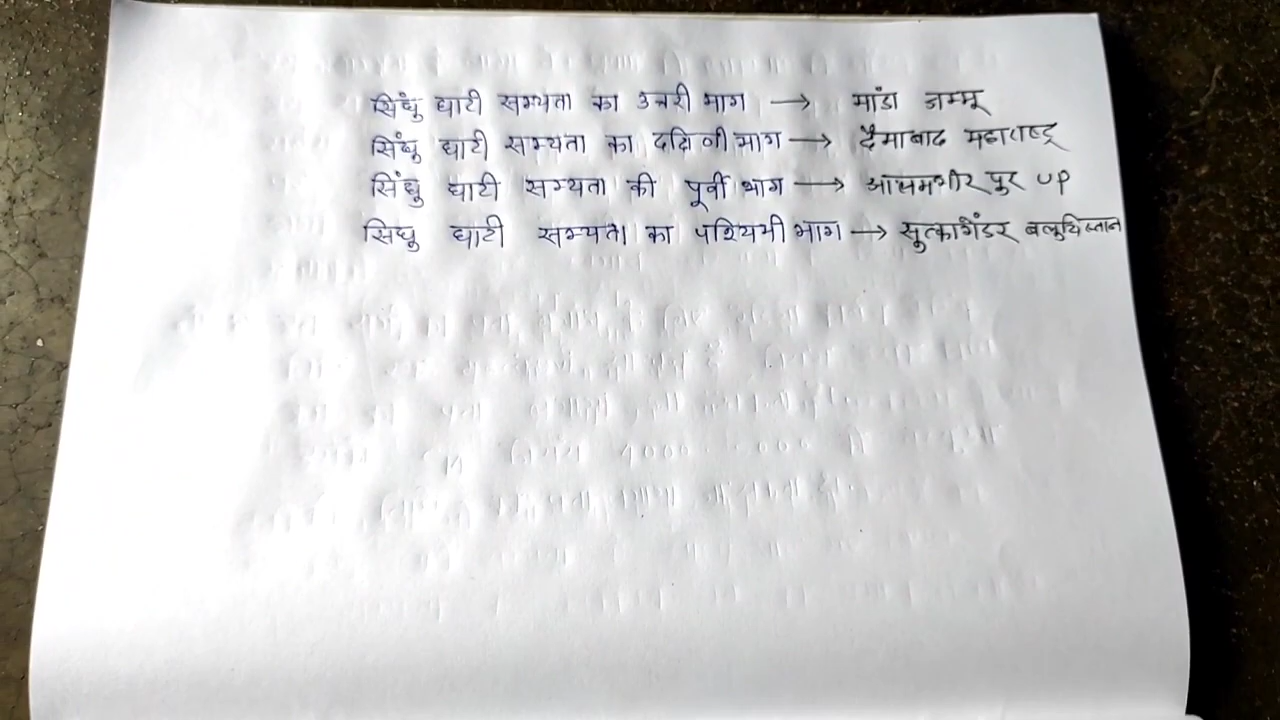 सिंधु घाटी सभ्यता का उत्तरी भाग → मांडा जम्मू
सिंधु घाटी सभ्यता का दक्षिणी भाग → दैमाबाद महाराष्ट्र
सिंधु घाटी सभ्यता की पूर्वी भाग → आलमगीर पुर UP
सिंधु घाटी सभ्यता का पश्चिमी भाग → सुत्कागेंडर बलुचिस्तान